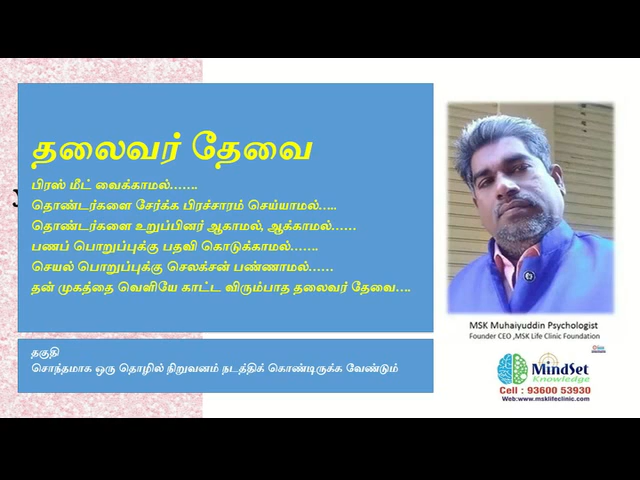 தலைவர் தேவை
பிரஸ் மீட் வைக்காமல்.......
தொண்டர்களை சேர்க்க பிரச்சாரம் செய்யாமல்.....
தொண்டர்களை உறுப்பினர் ஆகாமல், ஆக்காமல்......
பணப் பொறுப்புக்கு பதவி கொடுக்காமல்.......
செயல் பொறுப்புக்கு செலக்சன் பண்ணாமல்......
தன் முகத்தை வெளியே காட்ட விரும்பாத தலைவர் தேவை....
தகுதி
சொந்தமாக ஒரு தொழில் நிறுவனம் நடத்திக் கொண்டிருக்க வேண்டும்
MSK Muhaiyuddin Psychologist
Founder CEO ,MSK Life Clinic Foundation
MindSet
Knowledge
Cell : 93600 53930
Web:www.msklifeclinic.com